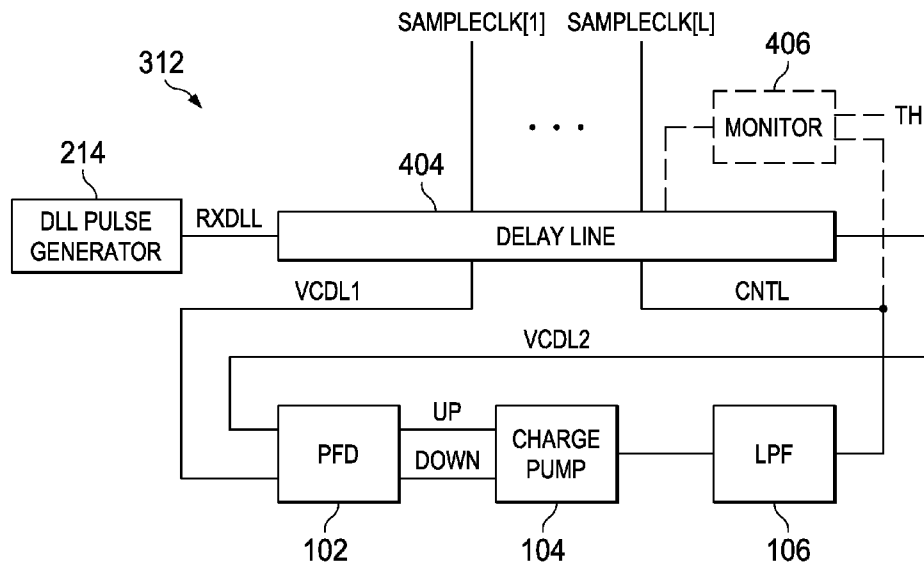 SAMPLECLK[1] SAMPLECLK[L]
406
312
MONITOR
TH
214
404
DLL PULSE
GENERATOR
RXDLL
DELAY LINE
VCDL1
CNTL
VCDL2
UP
PFD
CHARGE
PUMP
LPF
DOWN
102
104
106